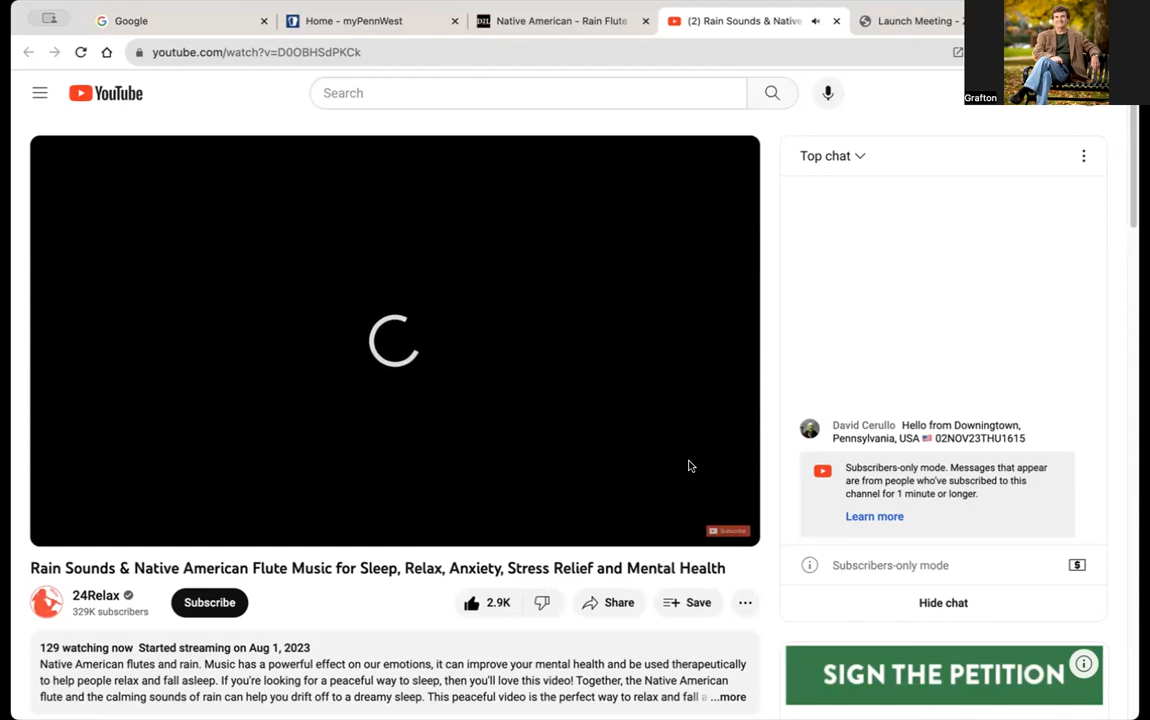 Google
Home - myPennWest
D2L
Native American - Rain Flute
(2) Rain Sounds & Native
Launch Meeting -
youtube.com/watch?v=D0OBHSdPKCk
Grafton
YouTube
Search
Top chat
David Cerullo Hello from Downingtown,
Pennsylvania, USA 🇺🇸 02NOV23THU1615
Subscribers-only mode. Messages that appear
are from people who've subscribed to this
channel for 1 minute or longer.
Learn more
Subscribe
Subscribers-only mode
$
Rain Sounds & Native American Flute Music for Sleep, Relax, Anxiety, Stress Relief and Mental Health
24Relax
329K subscribers
Subscribe
2.9K
Share
Save
Hide chat
129 watching now Started streaming on Aug 1, 2023
Native American flutes and rain. Music has a powerful effect on our emotions, it can improve your mental health and be used therapeutically
to help people relax and fall asleep. If you're looking for a peaceful way to sleep, then you'll love this video! Together, the Native American
flute and the calming sounds of rain can help you drift off to a dreamy sleep. This peaceful video is the perfect way to relax and fall a ...more
SIGN THE PETITION